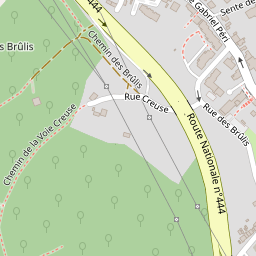 444
Gabriel Péri
Sente de
Chemin des Brûlis
s Brûlis
Rue Creuse
Rue des Brûlis
Route Nationale n°444
Chemin de la Voie Creuse
444